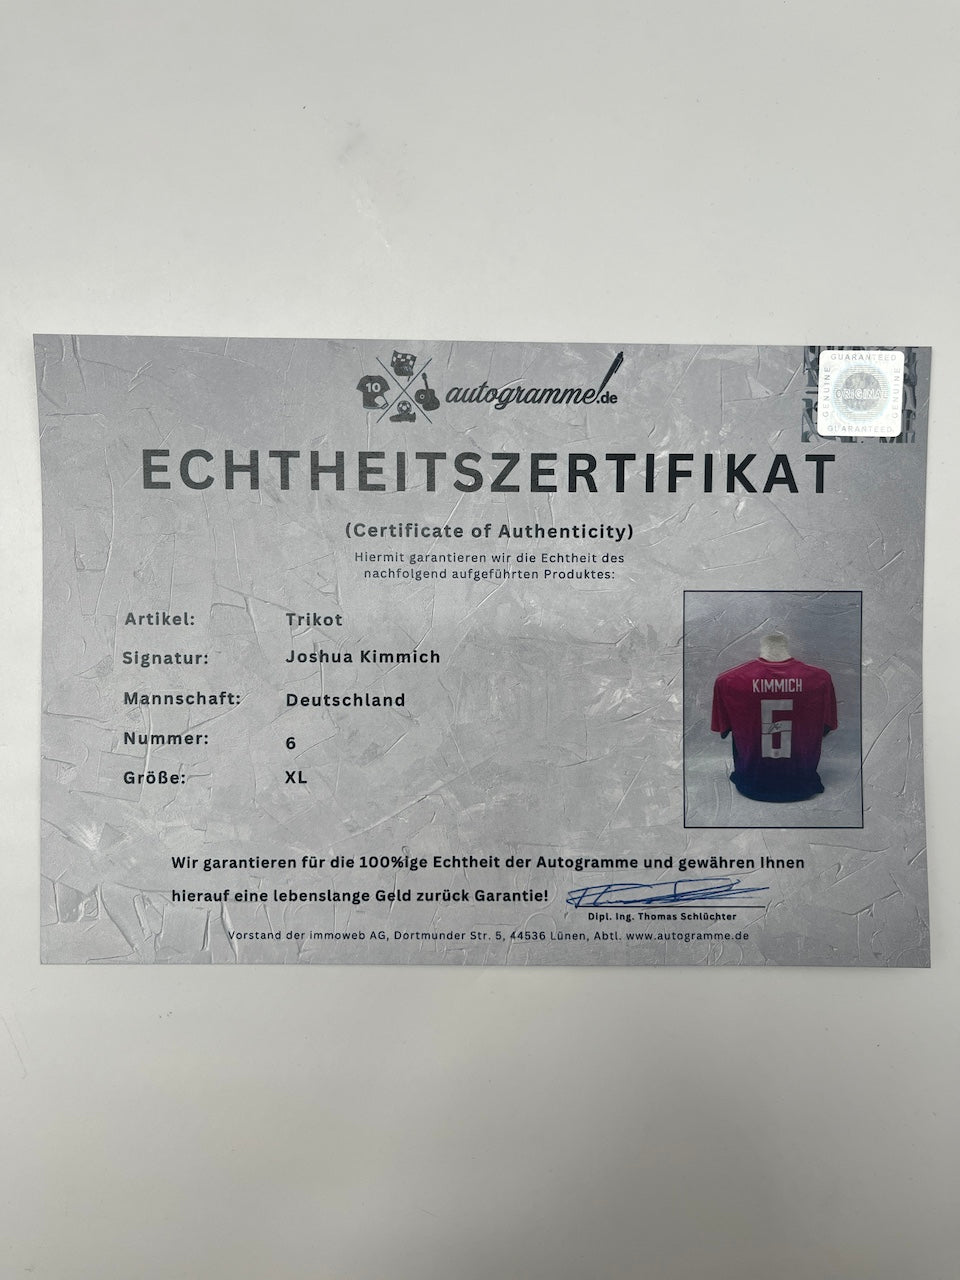 10
autogramme!.de
GUARANTEED
GENUINE
ORIGINAL
GENUINE
GUARANTEED
ECHTHEITSZERTIFIKAT
(Certificate of Authenticity)
Hiermit garantieren wir die Echtheit des
nachfolgend aufgeführten Produktes:
Artikel: Trikot
Signatur: Joshua Kimmich
Mannschaft: Deutschland
Nummer: 6
Größe: XL
KIMMICH
6
Wir garantieren für die 100%ige Echtheit der Autogramme und gewähren Ihnen
hierauf eine lebenslange Geld zurück Garantie!
Dipl. Ing. Thomas Schlüchter
Vorstand der immoweb AG, Dortmunder Str. 5, 44536 Lünen, Abtl. www.autogramme.de